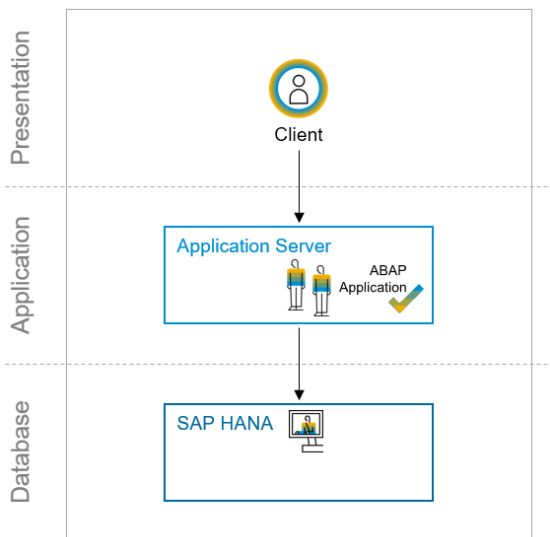 Presentation
Client
Application
Application Server
ABAP
Application
Database
SAP HANA